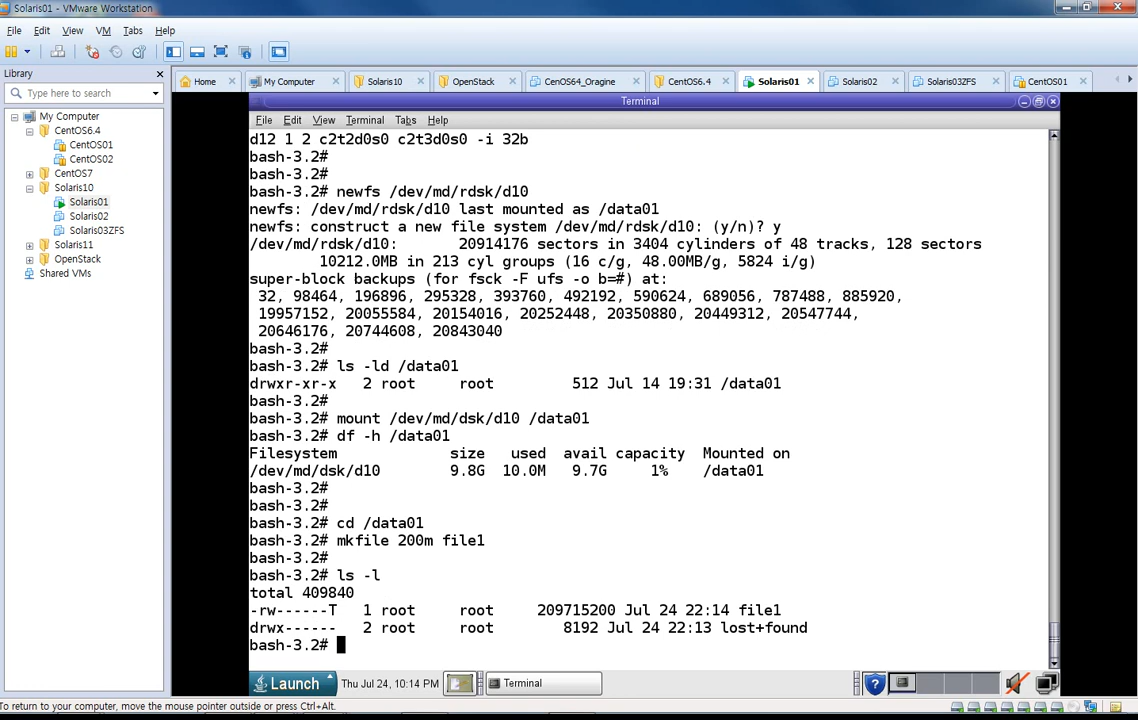 Solaris01 - VMware Workstation
File Edit View VM Tabs Help
Library
Type here to search
My Computer
CentOS6.4
CentOS01
CentOS02
CentOS7
Solaris10
Solaris01
Solaris02
Solaris03ZFS
Solaris11
OpenStack
Shared VMs
Home My Computer Solaris10 OpenStack CenOS64_Oragine CentOS6.4 Solaris01 Solaris02 Solaris03ZFS CentOS01
Terminal
File Edit View Terminal Tabs Help
d12 1 2 c2t2d0s0 c2t3d0s0 -i 32b
bash-3.2#
bash-3.2#
bash-3.2# newfs /dev/md/rdsk/d10
newfs: /dev/md/rdsk/d10 last mounted as /data01
newfs: construct a new file system /dev/md/rdsk/d10: (y/n)? y
/dev/md/rdsk/d10: 20914176 sectors in 3404 cylinders of 48 tracks, 128 sectors
10212.0MB in 213 cyl groups (16 c/g, 48.00MB/g, 5824 i/g)
super-block backups (for fsck -F ufs -o b=#) at:
32, 98464, 196896, 295328, 393760, 492192, 590624, 689056, 787488, 885920,
19957152, 20055584, 20154016, 20252448, 20350880, 20449312, 20547744,
20646176, 20744608, 20843040
bash-3.2#
bash-3.2# ls -ld /data01
drwxr-xr-x 2 root root 512 Jul 14 19:31 /data01
bash-3.2#
bash-3.2# mount /dev/md/dsk/d10 /data01
bash-3.2# df -h /data01
Filesystem size used avail capacity Mounted on
/dev/md/dsk/d10 9.8G 10.0M 9.7G 1% /data01
bash-3.2#
bash-3.2#
bash-3.2# cd /data01
bash-3.2# mkfile 200m file1
bash-3.2#
bash-3.2# ls -l
total 409840
-rw------T 1 root root 209715200 Jul 24 22:14 file1
drwx------ 2 root root 8192 Jul 24 22:13 lost+found
bash-3.2#
Launch Thu Jul 24, 10:14 PM Terminal
To return to your computer, move the mouse pointer outside or press Ctrl+Alt.